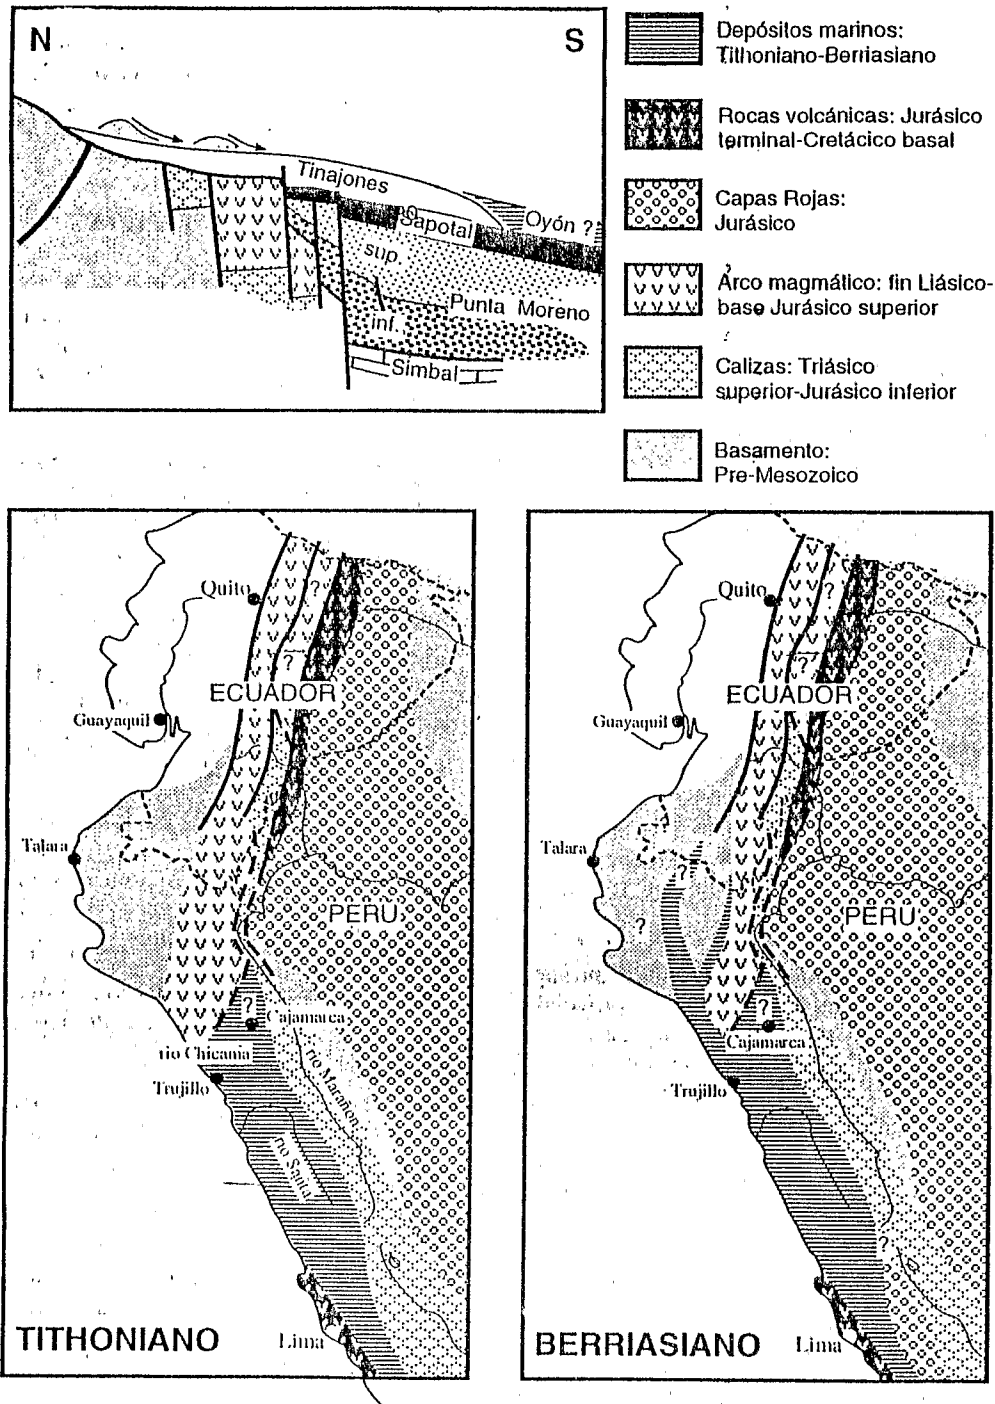 N
S
Tinajones
Sapotal
Oyón ?
sup.
Punta Moreno
inf.
Simbal
Depósitos marinos:
Tithoniano-Berriasiano
Rocas volcánicas: Jurásico
terminal-Cretácico basal
Capas Rojas:
Jurásico
Arco magmático: fin Liásico-
base Jurásico superior
Calizas: Triásico
superior-Jurásico inferior
Basamento:
Pre-Mesozoico
Quito
?
?
ECUADOR
Guayaquil
Talara
PERU
?
Cajamarca
río Chicama
río Marañon
Trujillo
río Santa
Lima
TITHONIANO
Quito
?
?
ECUADOR
Guayaquil
Talara
?
?
PERU
?
Cajamarca
Trujillo
?
Lima
BERRIASIANO